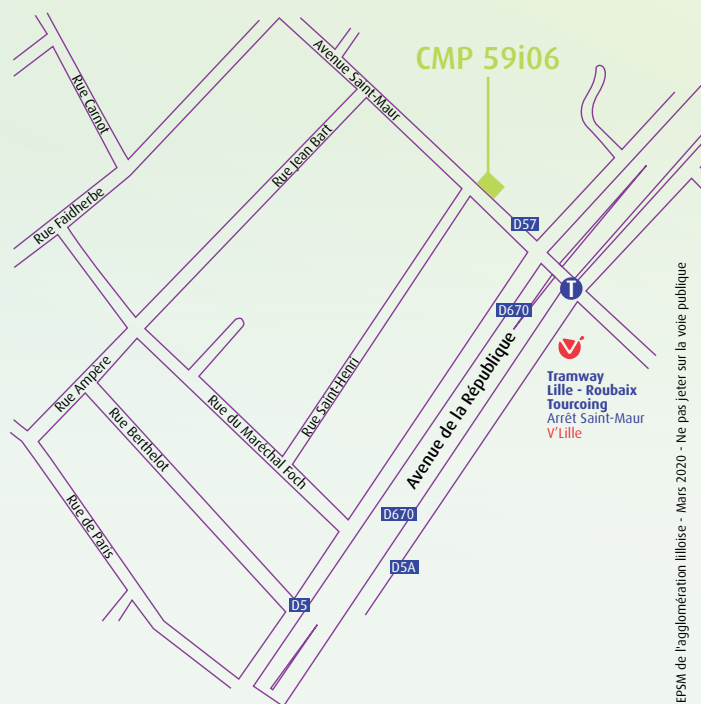 CMP 59i06
Avenue Saint-Maur
Rue Carnot
Rue Jean Bart
Rue Faidherbe
D57
D670
Avenue de la République
Tramway
Lille - Roubaix
Tourcoing
Arrêt Saint-Maur
V'Lille
T
Rue Ampère
Rue Saint-Henri
Rue du Maréchal Foch
Rue Berthelot
Rue de Paris
D670
D5A
D5
EPSM de l'agglomération lilloise - Mars 2020 - Ne pas jeter sur la voie publique